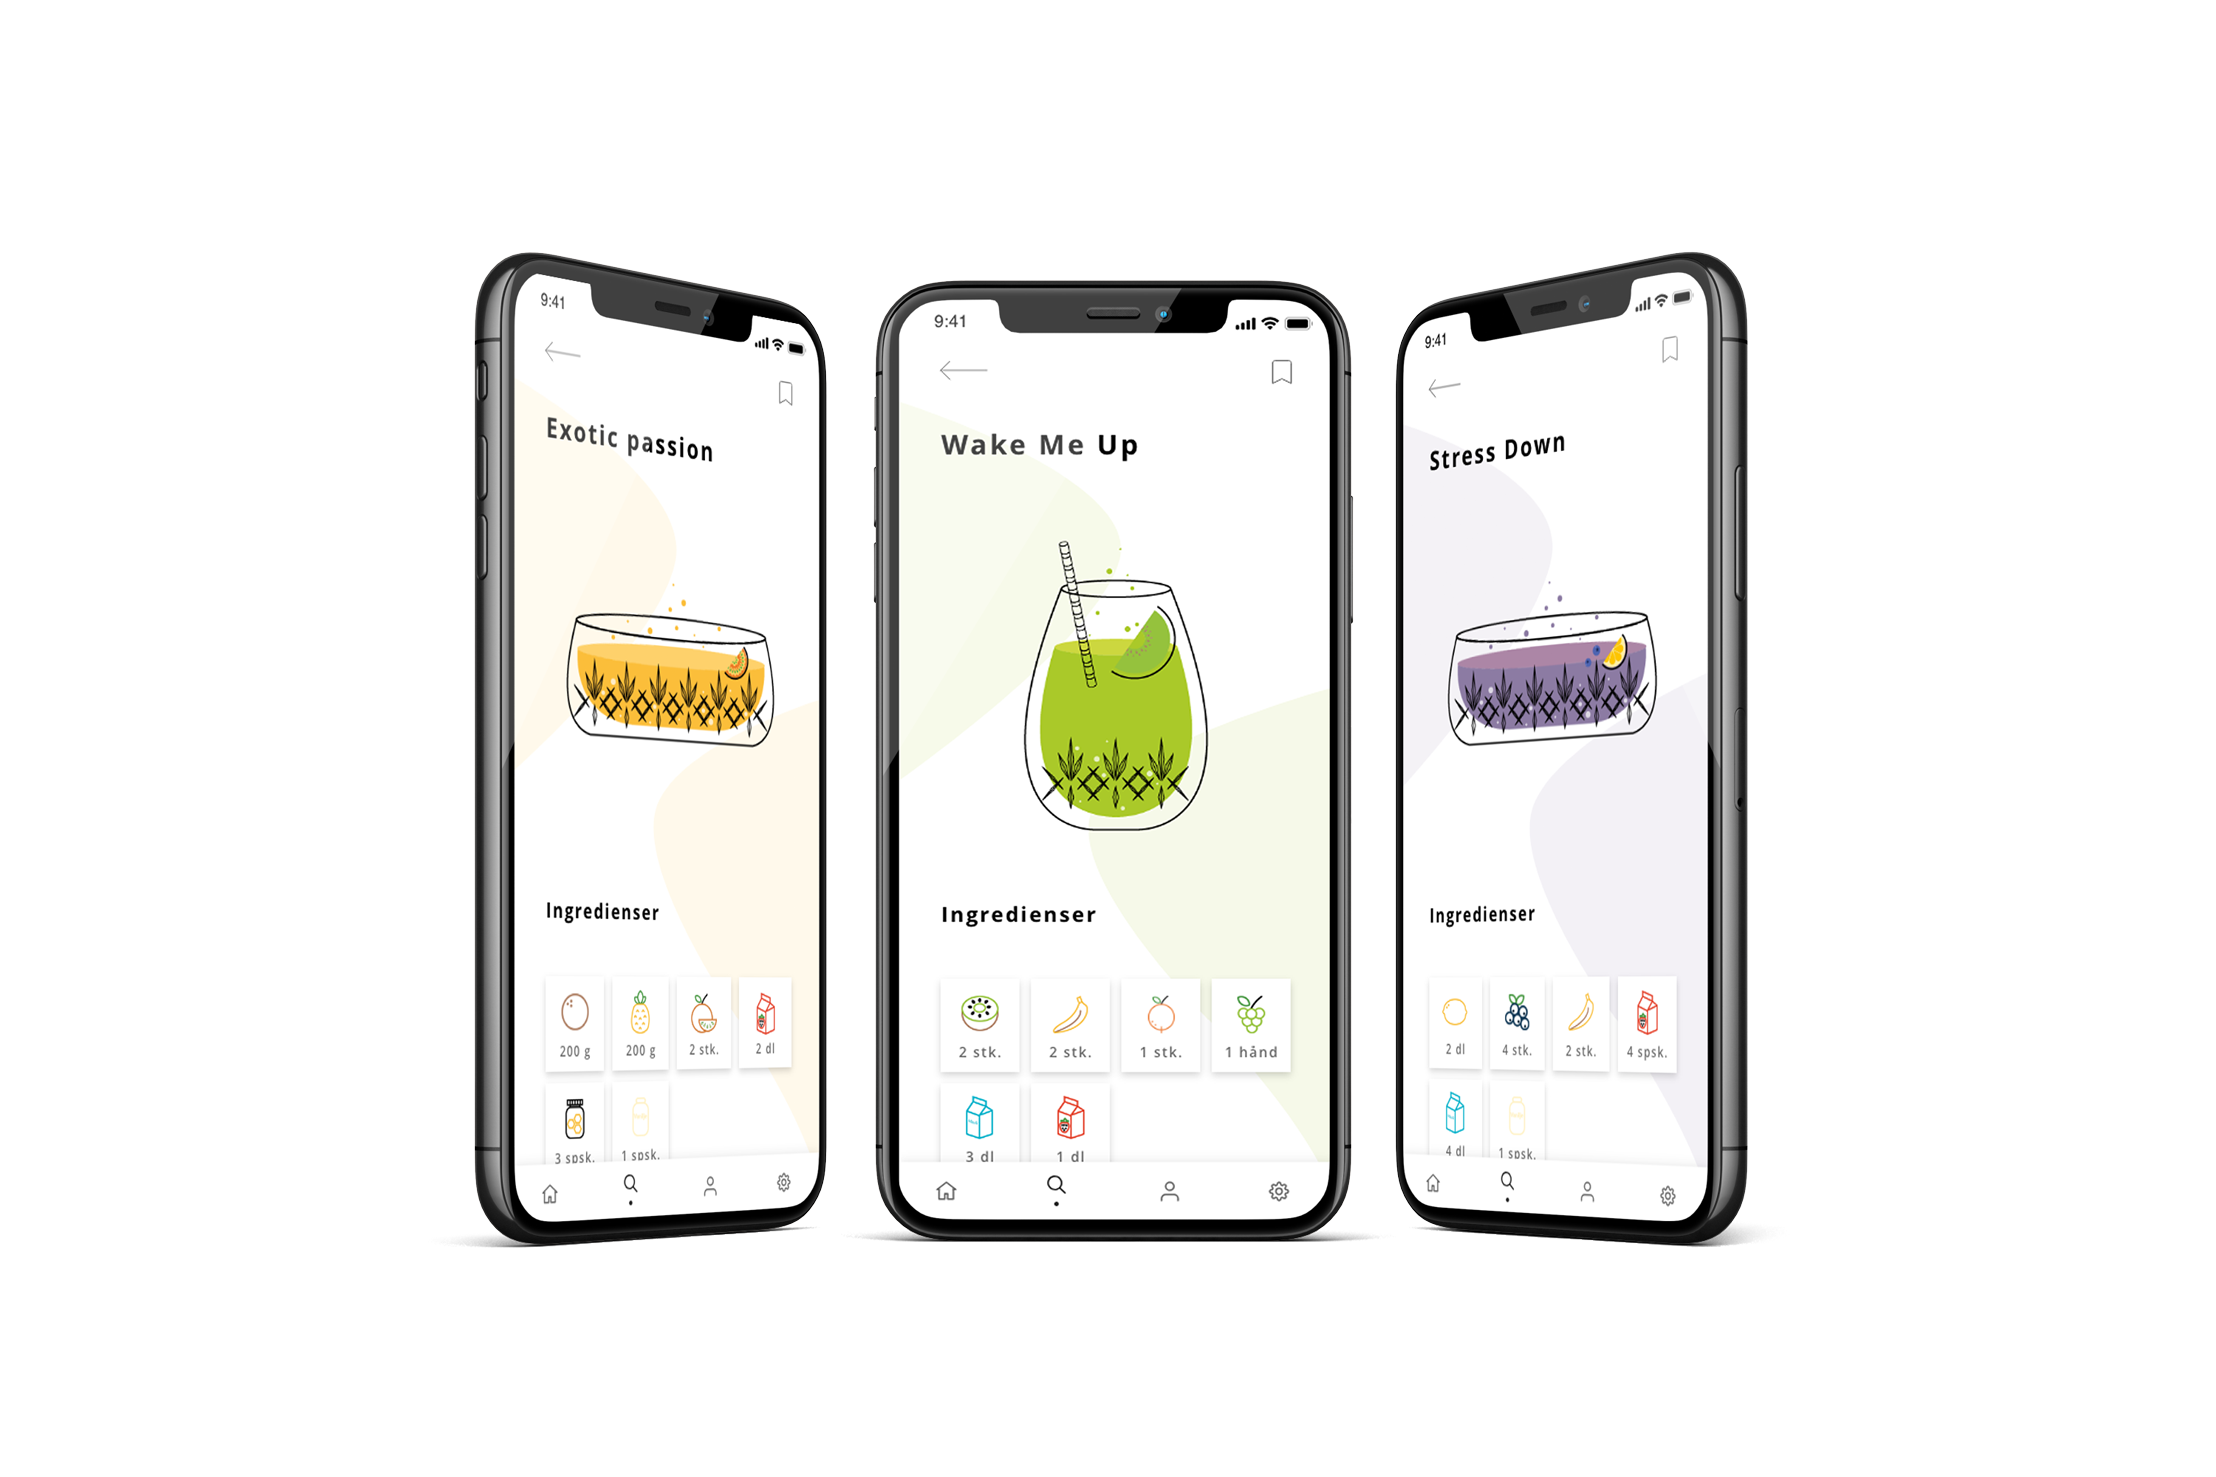 9:41
Exotic passion
Ingredienser
200 g
200 g
2 stk.
2 dl
3 spsk.
1 spsk.
9:41
Wake Me Up
Ingredienser
2 stk.
2 stk.
1 stk.
1 hånd
3 dl
1 dl
9:41
Stress Down
Ingredienser
2 dl
4 stk.
2 stk.
4 spsk.
4 dl
1 spsk.